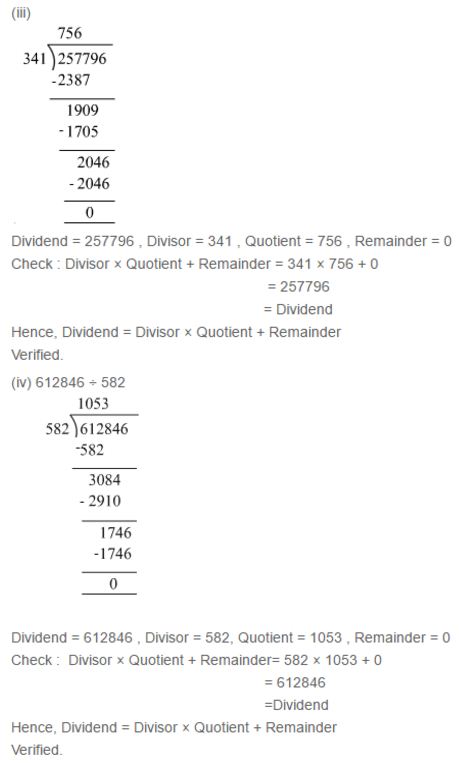 (iii)
756
341)257796
-2387
1909
-1705
2046
- 2046
0
Dividend = 257796 , Divisor = 341 , Quotient = 756 , Remainder = 0
Check : Divisor × Quotient + Remainder = 341 × 756 + 0
= 257796
= Dividend
Hence, Dividend = Divisor × Quotient + Remainder
Verified.
(iv) 612846 ÷ 582
1053
582)612846
-582
3084
- 2910
1746
-1746
0
Dividend = 612846 , Divisor = 582, Quotient = 1053 , Remainder = 0
Check : Divisor × Quotient + Remainder= 582 × 1053 + 0
= 612846
=Dividend
Hence, Dividend = Divisor × Quotient + Remainder
Verified.